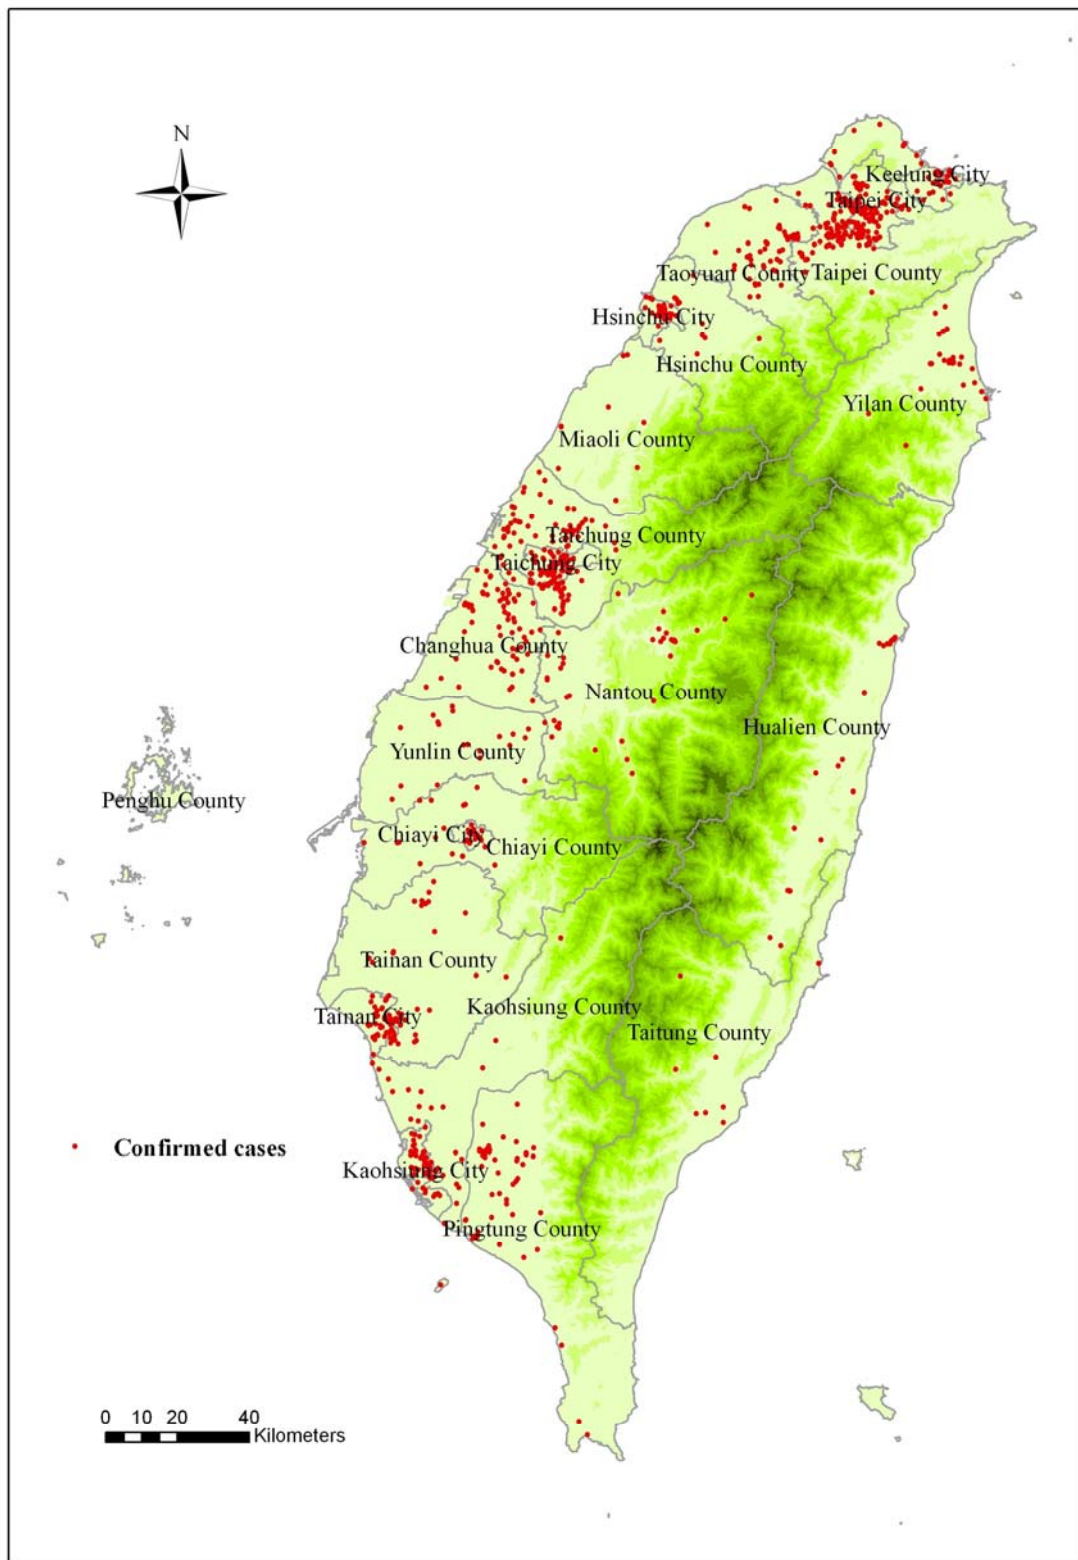 N
Keelung City
Taipei City
Taoyuan County
Taipei County
Hsinchu City
Hsinchu County
Yilan County
Miaoli County
Taichung County
Taichung City
Changhua County
Nantou County
Hualien County
Yunlin County
Penghu County
Chiayi City
Chiayi County
Tainan County
Kaohsiung County
Tainan City
Taitung County
Confirmed cases
Kaohsiung City
Pingtung County
0 10 20 40
Kilometers